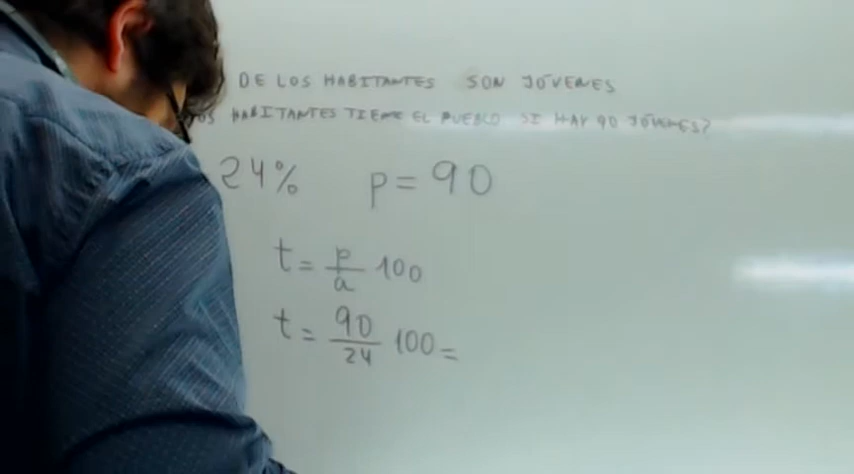 DE LOS HABITANTES SON JÓVENES
HABITANTES TIENE EL PUEBLO SI HAY 90 JÓVENES?
24% p = 90
t = p/a 100
t = 90/24 100 =